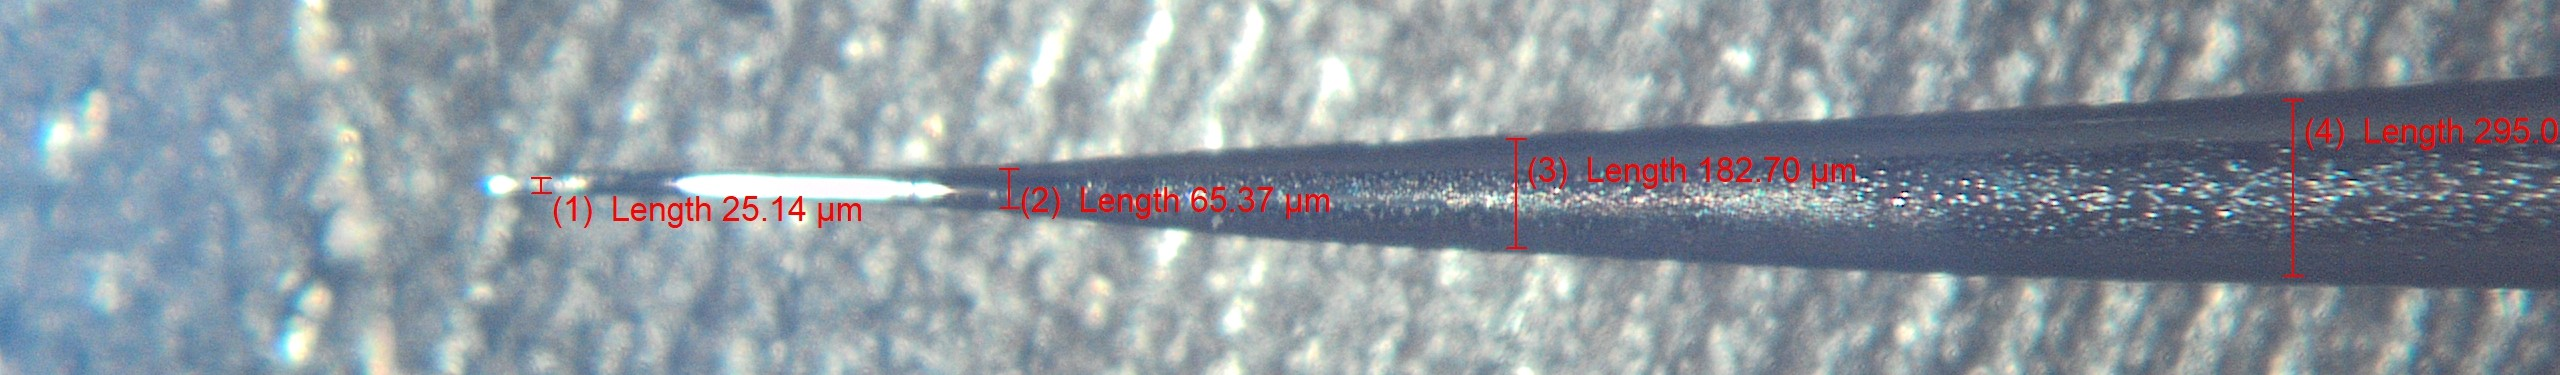 (1) Length 25.14 µm
(2) Length 65.37 µm
(3) Length 182.70 µm
(4) Length 295.0